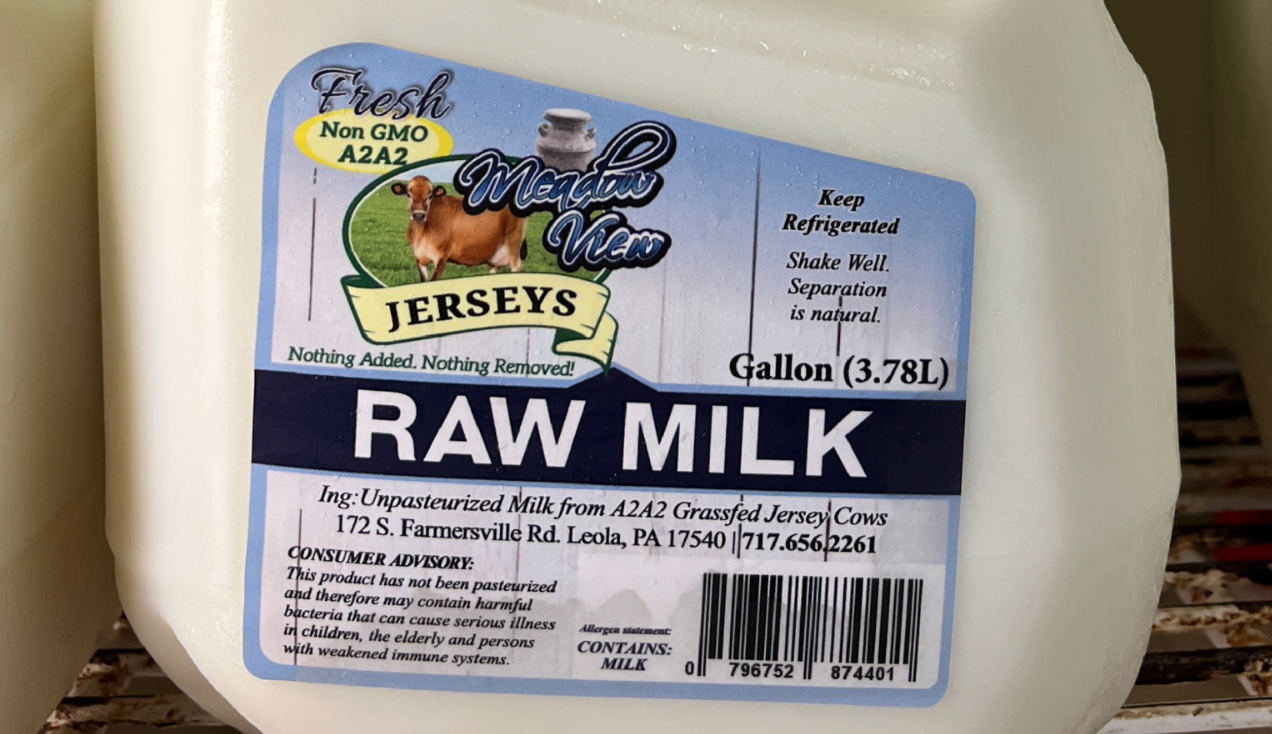 Fresh
Non GMO
A2A2
Meadow
View
JERSEYS
Nothing Added. Nothing Removed!
Keep
Refrigerated
Shake Well.
Separation
is natural.
Gallon (3.78L)
RAW MILK
Ing: Unpasteurized Milk from A2A2 Grassfed Jersey Cows
172 S. Farmersville Rd. Leola, PA 17540 | 717.656.2261
CONSUMER ADVISORY:
This product has not been pasteurized
and therefore may contain harmful
bacteria that can cause serious illness
in children, the elderly and persons
with weakened immune systems.
Allergen statement:
CONTAINS:
MILK
0 796752 874401